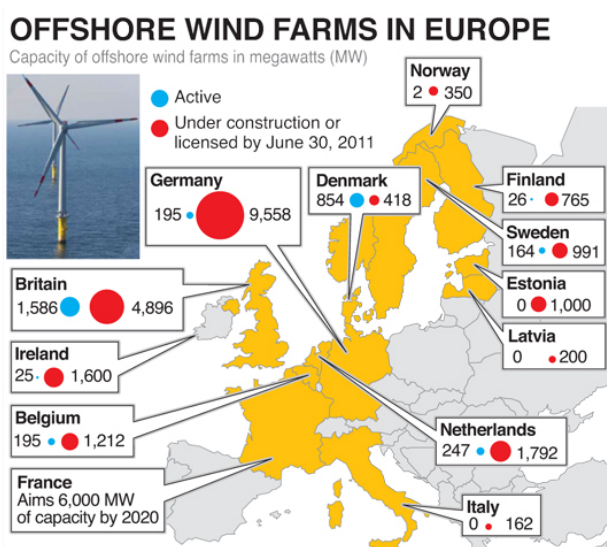 OFFSHORE WIND FARMS IN EUROPE
Capacity of offshore wind farms in megawatts (MW)
Active
Under construction or
licensed by June 30, 2011
Norway
2 350
Germany
195 9,558
Denmark
854 418
Finland
26 765
Sweden
164 991
Britain
1,586 4,896
Estonia
0 1,000
Latvia
0 200
Ireland
25 1,600
Belgium
195 1,212
Netherlands
247 1,792
France
Aims 6,000 MW
of capacity by 2020
Italy
0 162